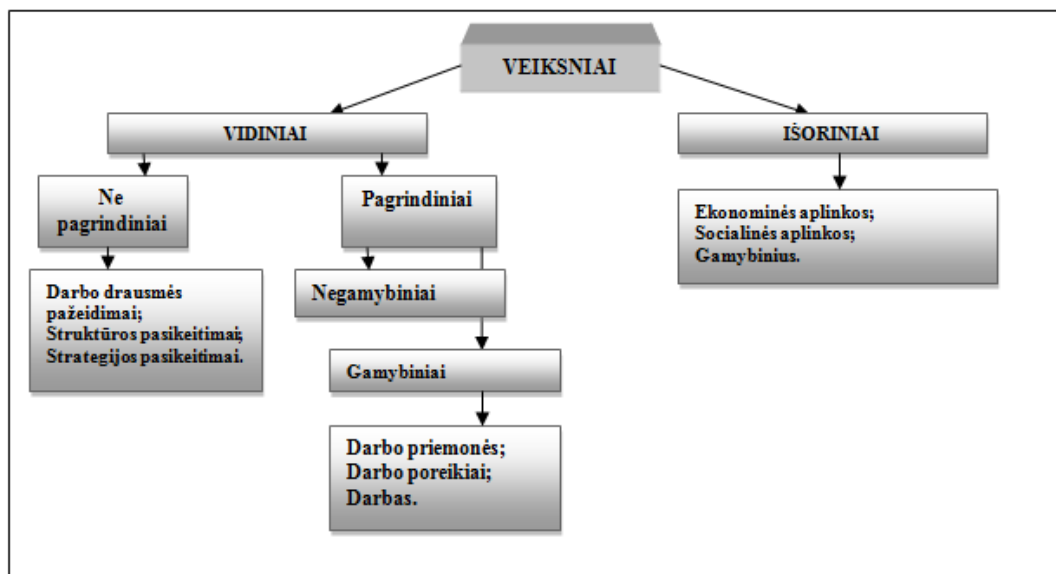 VEIKSNIAI
VIDINIAI
IŠORINIAI
Ne
pagrindiniai
Pagrindiniai
Ekonominės aplinkos;
Socialinės aplinkos;
Gamybinius.
Negamybiniai
Darbo drausmės
pažeidimai;
Struktūros pasikeitimai;
Strategijos pasikeitimai.
Gamybiniai
Darbo priemonės;
Darbo poreikiai;
Darbas.